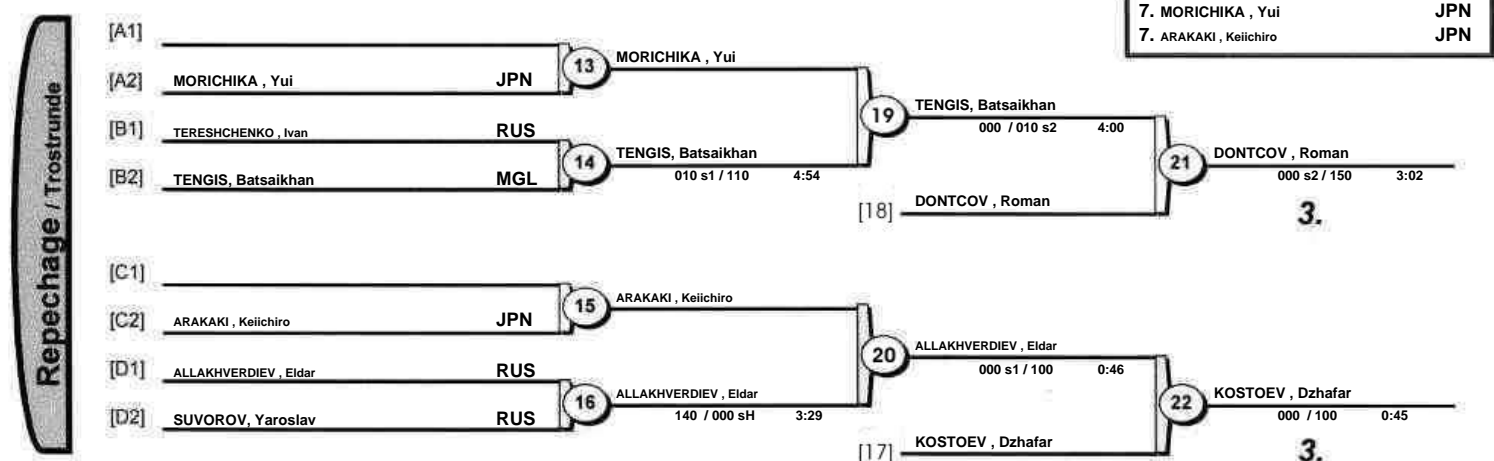 7. MORICHIKA , Yui JPN
7. ARAKAKI , Keiichiro JPN
Repechage / Trostrunde
[A1]
13 MORICHIKA , Yui
[A2] MORICHIKA , Yui JPN
19 TENGIS, Batsaikhan
000 / 010 s2 4:00
[B1] TERESHCHENKO , Ivan RUS
14 TENGIS, Batsaikhan
010 s1 / 110 4:54
[B2] TENGIS, Batsaikhan MGL
21 DONTCOV , Roman
000 s2 / 150 3:02
[18] DONTCOV , Roman
3.
[C1]
15 ARAKAKI , Keiichiro
[C2] ARAKAKI , Keiichiro JPN
20 ALLAKHVERDIEV , Eldar
000 s1 / 100 0:46
[D1] ALLAKHVERDIEV , Eldar RUS
16 ALLAKHVERDIEV , Eldar
140 / 000 sH 3:29
[D2] SUVOROV, Yaroslav RUS
22 KOSTOEV , Dzhafar
000 / 100 0:45
[17] KOSTOEV , Dzhafar
3.